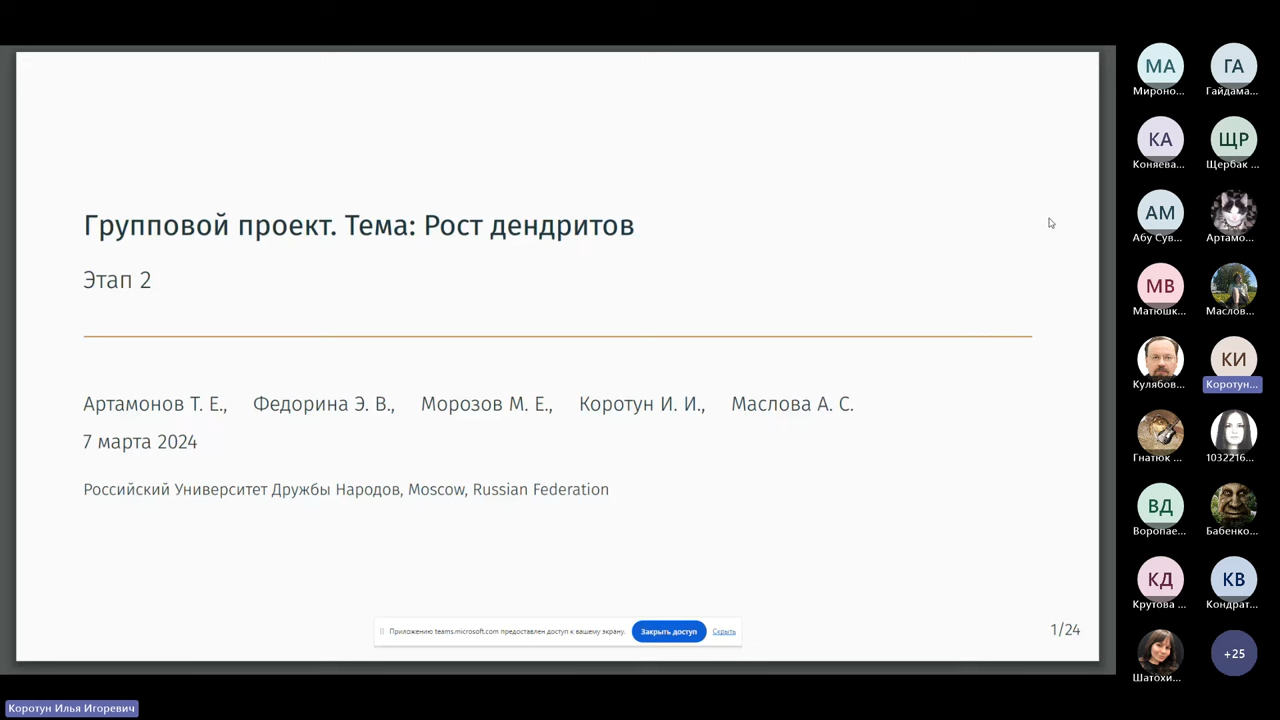 Групповой проект. Тема: Рост дендритов
Этап 2
Артамонов Т. Е., Федорина Э. В., Морозов М. Е., Коротун И. И., Маслова А. С.
7 марта 2024
Российский Университет Дружбы Народов, Moscow, Russian Federation
Приложению teams.microsoft.com предоставлен доступ к вашему экрану. Закрыть доступ Скрыть
1/24
МА ГА
Мироно... Гайдама...
КА ЩР
Коняева... Щербак ...
АМ
Абу Сув... Артамо...
МВ
Матюшк... Маслов...
КИ
Кулябов... Коротун...
Гнатюк ... 1032216...
ВД
Воропае... Бабенко...
КД КВ
Крутова ... Кондрат...
+25
Шатохи...
Коротун Илья Игоревич